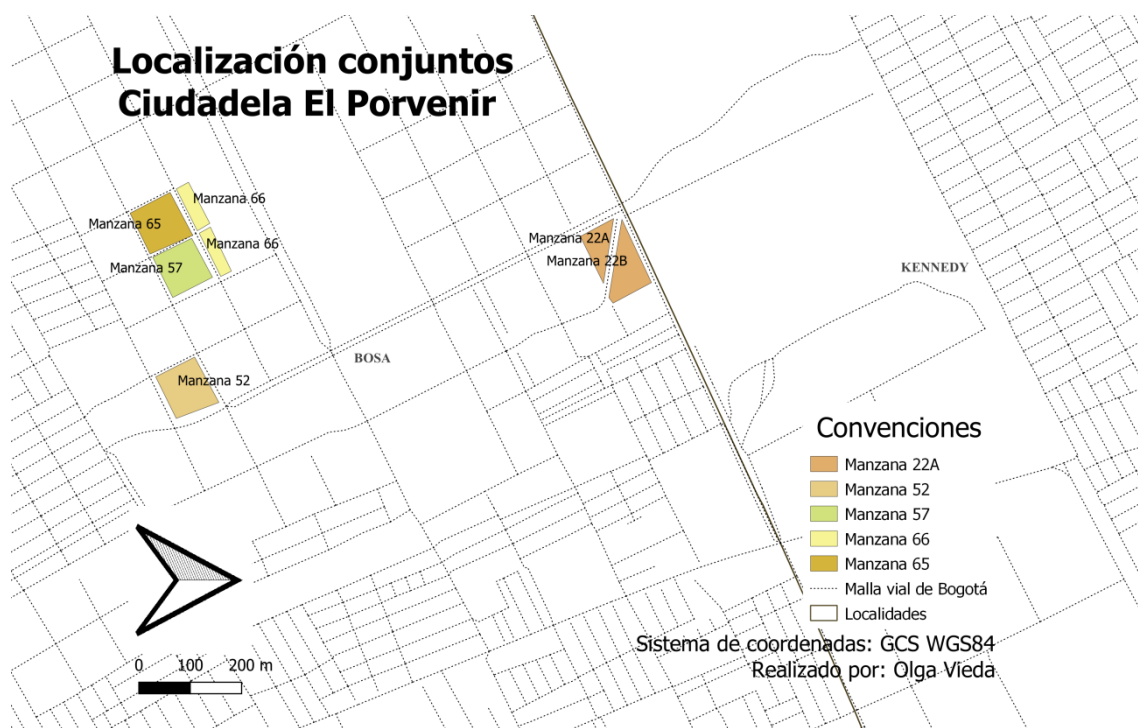 Localización conjuntos
Ciudadela El Porvenir
Manzana 66
Manzana 65
Manzana 66
Manzana 57
Manzana 22A
Manzana 22B
KENNEDY
BOSA
Manzana 52
Convenciones
Manzana 22A
Manzana 52
Manzana 57
Manzana 66
Manzana 65
Malla vial de Bogotá
Localidades
Sistema de coordenadas: GCS WGS84
Realizado por: Olga Vieda
0 100 200 m